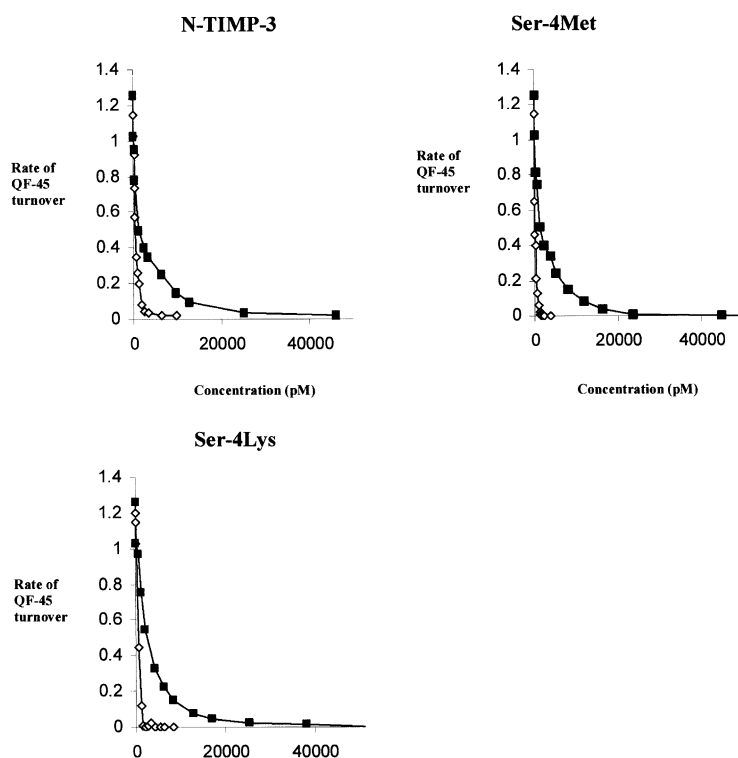 N-TIMP-3
Ser-4Met
1.4
1.2
1
0.8
0.6
0.4
0.2
0
Rate of
QF-45
turnover
0
20000
40000
Concentration (pM)
1.4
1.2
1
0.8
0.6
0.4
0.2
0
Rate of
QF-45
turnover
0
20000
40000
Concentration (pM)
Ser-4Lys
1.4
1.2
1
0.8
0.6
0.4
0.2
0
Rate of
QF-45
turnover
0
20000
40000